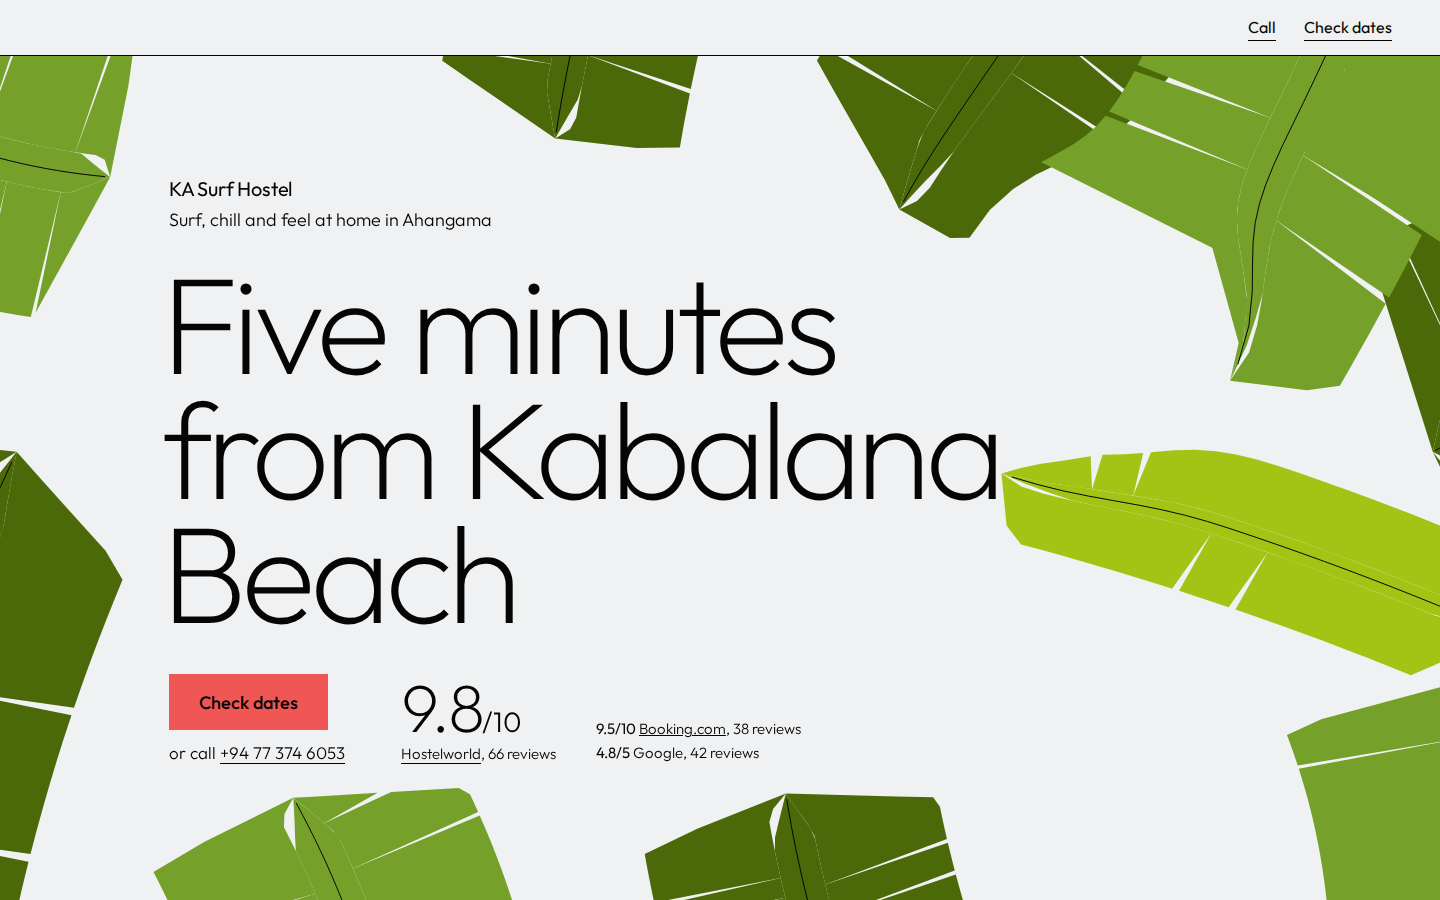 Call
Check dates
KA Surf Hostel
Surf, chill and feel at home in Ahangama
Five minutes
from Kabalana
Beach
Check dates
or call +94 77 374 6053
9.8/10
Hostelworld, 66 reviews
9.5/10 Booking.com, 38 reviews
4.8/5 Google, 42 reviews